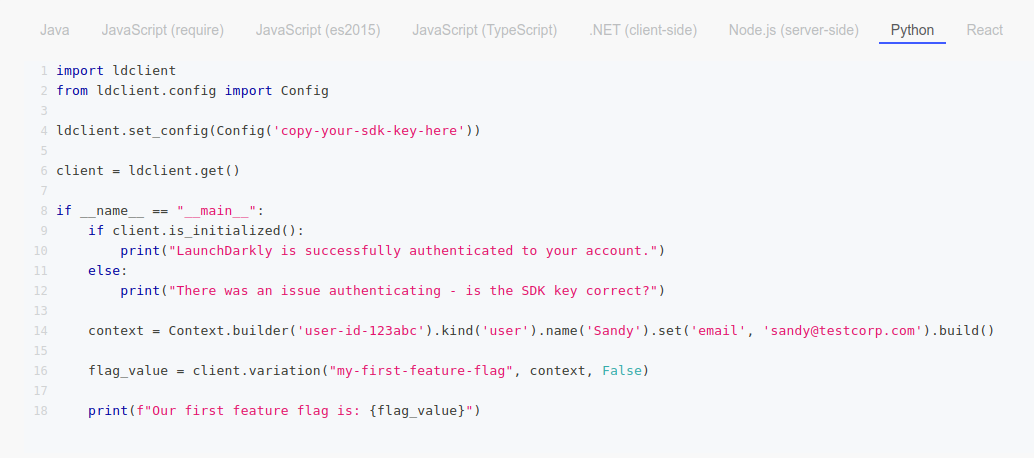 Java JavaScript (require) JavaScript (es2015) JavaScript (TypeScript) .NET (client-side) Node.js (server-side) Python React
1 import ldclient
2 from ldclient.config import Config
3
4 ldclient.set_config(Config('copy-your-sdk-key-here'))
5
6 client = ldclient.get()
7
8 if __name__ == "__main__":
9     if client.is_initialized():
10         print("LaunchDarkly is successfully authenticated to your account.")
11     else:
12         print("There was an issue authenticating - is the SDK key correct?")
13
14     context = Context.builder('user-id-123abc').kind('user').name('Sandy').set('email', 'sandy@testcorp.com').build()
15
16     flag_value = client.variation("my-first-feature-flag", context, False)
17
18     print(f"Our first feature flag is: {flag_value}")